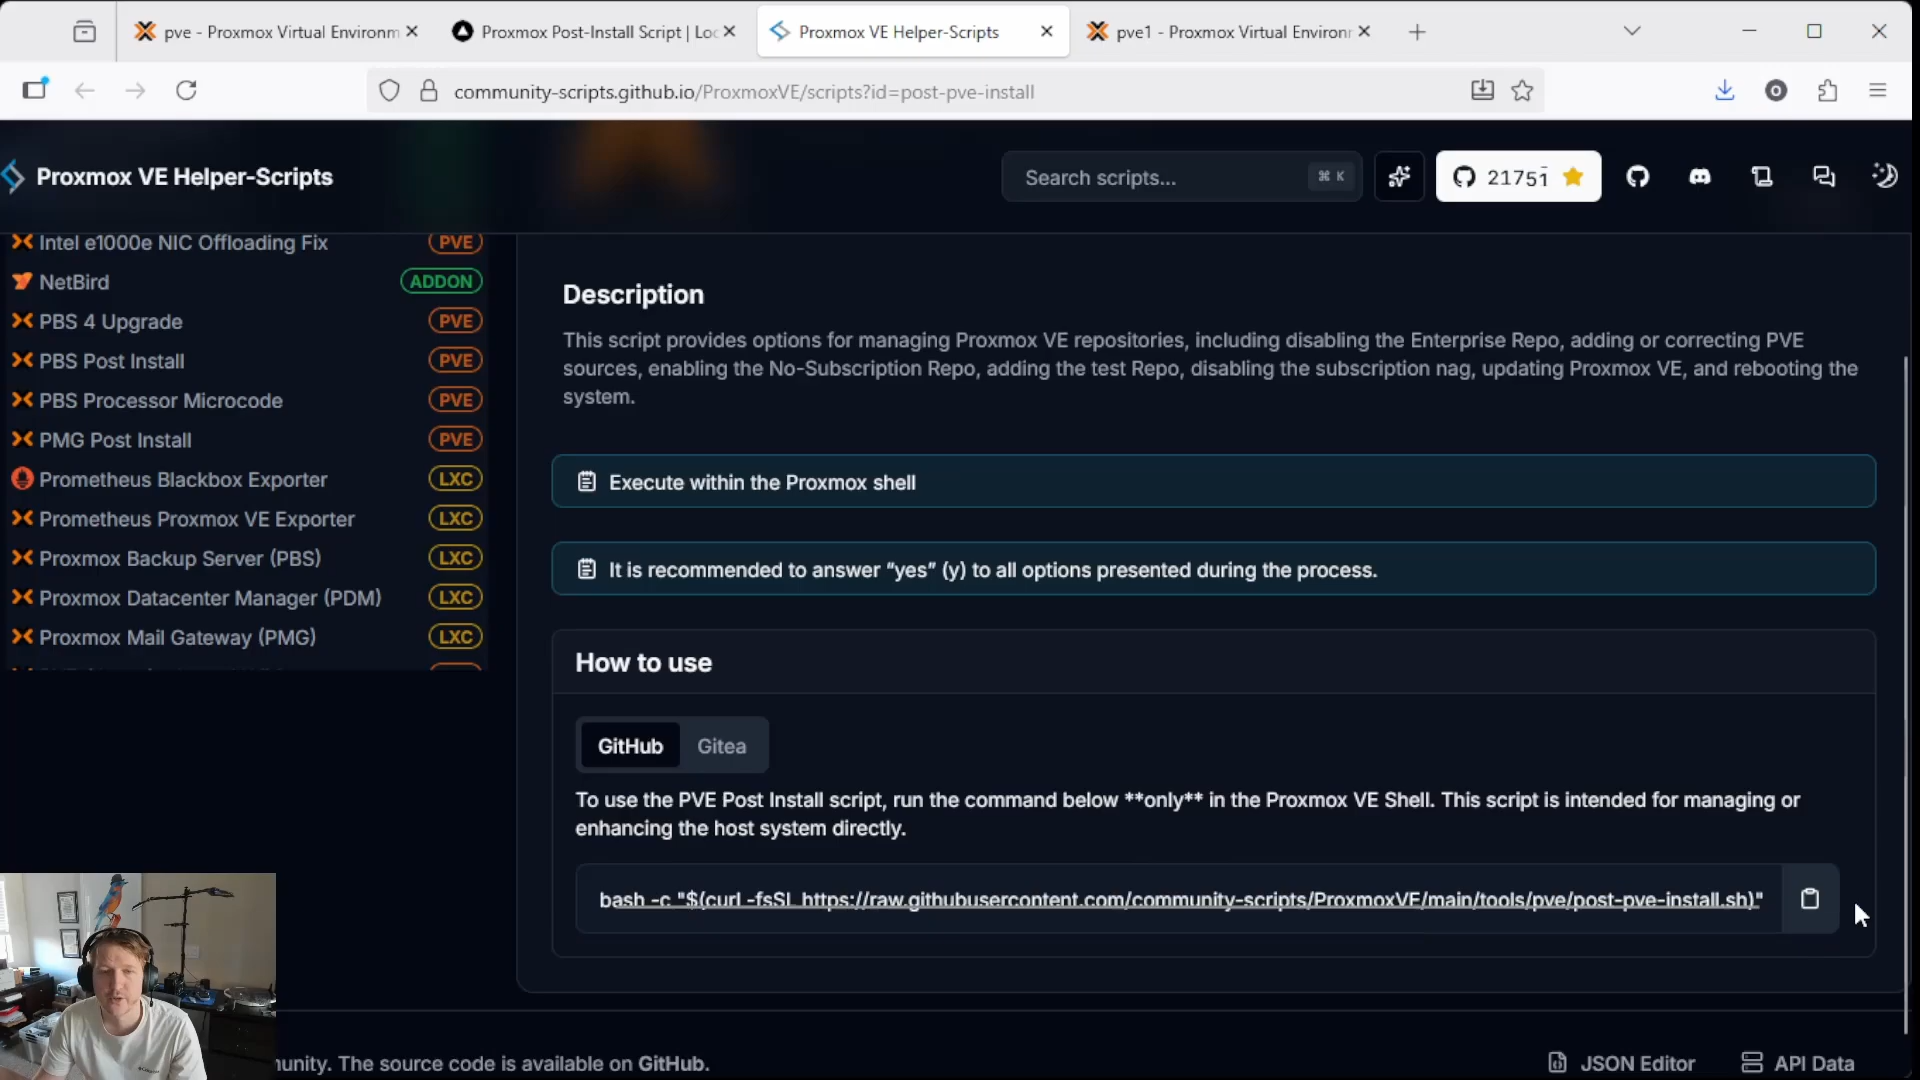 pve - Proxmox Virtual Environm
Proxmox Post-Install Script | Loc
Proxmox VE Helper-Scripts
pve1 - Proxmox Virtual Environr
community-scripts.github.io/ProxmoxVE/scripts?id=post-pve-install
Proxmox VE Helper-Scripts
Search scripts...
⌘ K
21751
Intel e1000e NIC Offloading Fix PVE
NetBird ADDON
PBS 4 Upgrade PVE
PBS Post Install PVE
PBS Processor Microcode PVE
PMG Post Install PVE
Prometheus Blackbox Exporter LXC
Prometheus Proxmox VE Exporter LXC
Proxmox Backup Server (PBS) LXC
Proxmox Datacenter Manager (PDM) LXC
Proxmox Mail Gateway (PMG) LXC
Description
This script provides options for managing Proxmox VE repositories, including disabling the Enterprise Repo, adding or correcting PVE
sources, enabling the No-Subscription Repo, adding the test Repo, disabling the subscription nag, updating Proxmox VE, and rebooting the
system.
Execute within the Proxmox shell
It is recommended to answer “yes” (y) to all options presented during the process.
How to use
GitHub
Gitea
To use the PVE Post Install script, run the command below **only** in the Proxmox VE Shell. This script is intended for managing or
enhancing the host system directly.
bash -c "$(curl -fsSL https://raw.githubusercontent.com/community-scripts/ProxmoxVE/main/tools/pve/post-pve-install.sh)"
The source code is available on GitHub.
JSON Editor
API Data